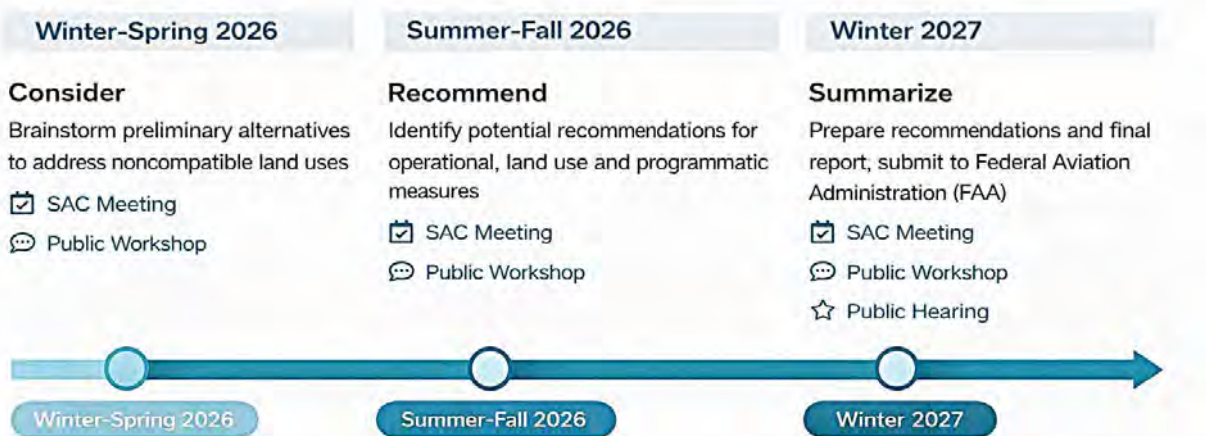 Winter-Spring 2026
Consider
Brainstorm preliminary alternatives
to address noncompatible land uses
SAC Meeting
Public Workshop
Summer-Fall 2026
Recommend
Identify potential recommendations for
operational, land use and programmatic
measures
SAC Meeting
Public Workshop
Winter 2027
Summarize
Prepare recommendations and final
report, submit to Federal Aviation
Administration (FAA)
SAC Meeting
Public Workshop
Public Hearing
Winter-Spring 2026
Summer-Fall 2026
Winter 2027